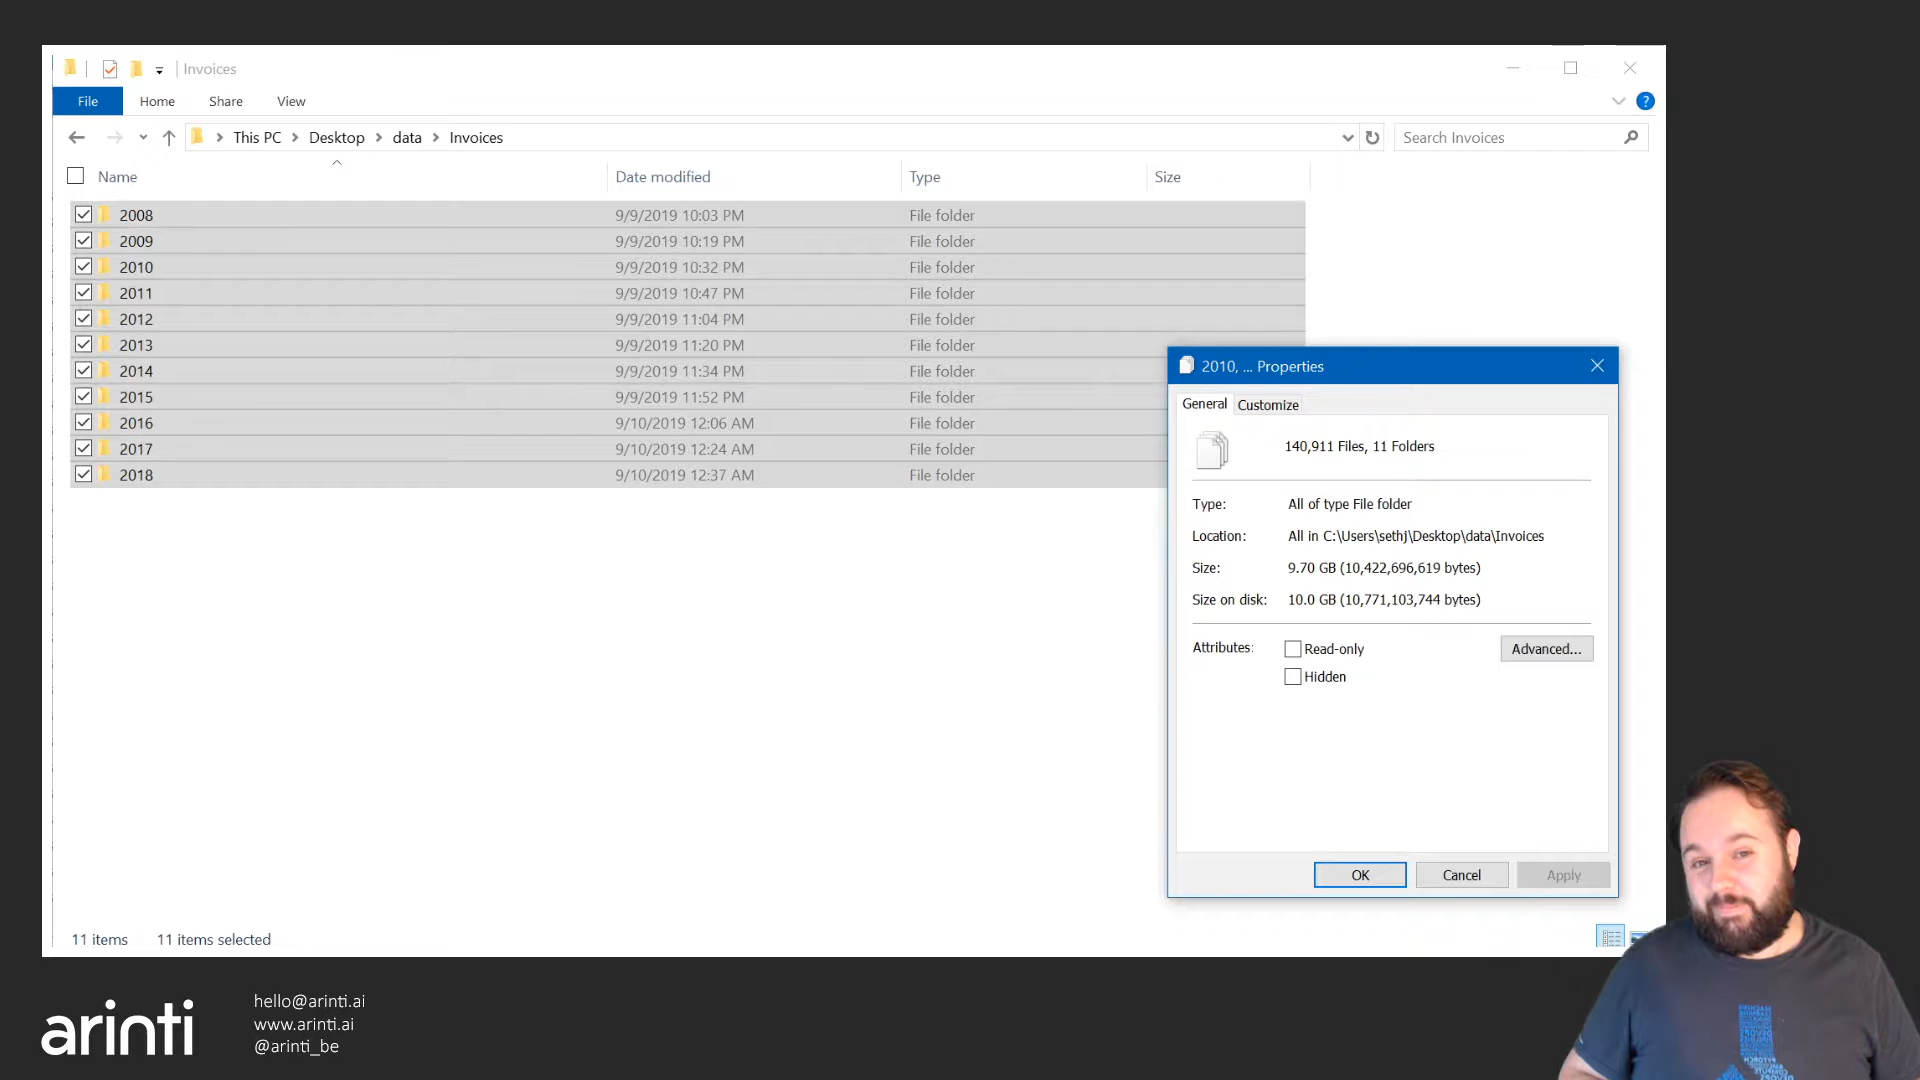 Invoices
File Home Share View ?
This PC > Desktop > data > Invoices Search Invoices
Name Date modified Type Size
2008 9/9/2019 10:03 PM File folder
2009 9/9/2019 10:19 PM File folder
2010 9/9/2019 10:32 PM File folder
2011 9/9/2019 10:47 PM File folder
2012 9/9/2019 11:04 PM File folder
2013 9/9/2019 11:20 PM File folder
2014 9/9/2019 11:34 PM File folder
2015 9/9/2019 11:52 PM File folder
2016 9/10/2019 12:06 AM File folder
2017 9/10/2019 12:24 AM File folder
2018 9/10/2019 12:37 AM File folder
2010, ... Properties
General Customize
140,911 Files, 11 Folders
Type: All of type File folder
Location: All in C:\Users\sethj\Desktop\data\Invoices
Size: 9.70 GB (10,422,696,619 bytes)
Size on disk: 10.0 GB (10,771,103,744 bytes)
Attributes: Read-only Advanced...
Hidden
OK Cancel Apply
11 items 11 items selected
arinti
hello@arinti.ai
www.arinti.ai
@arinti_be